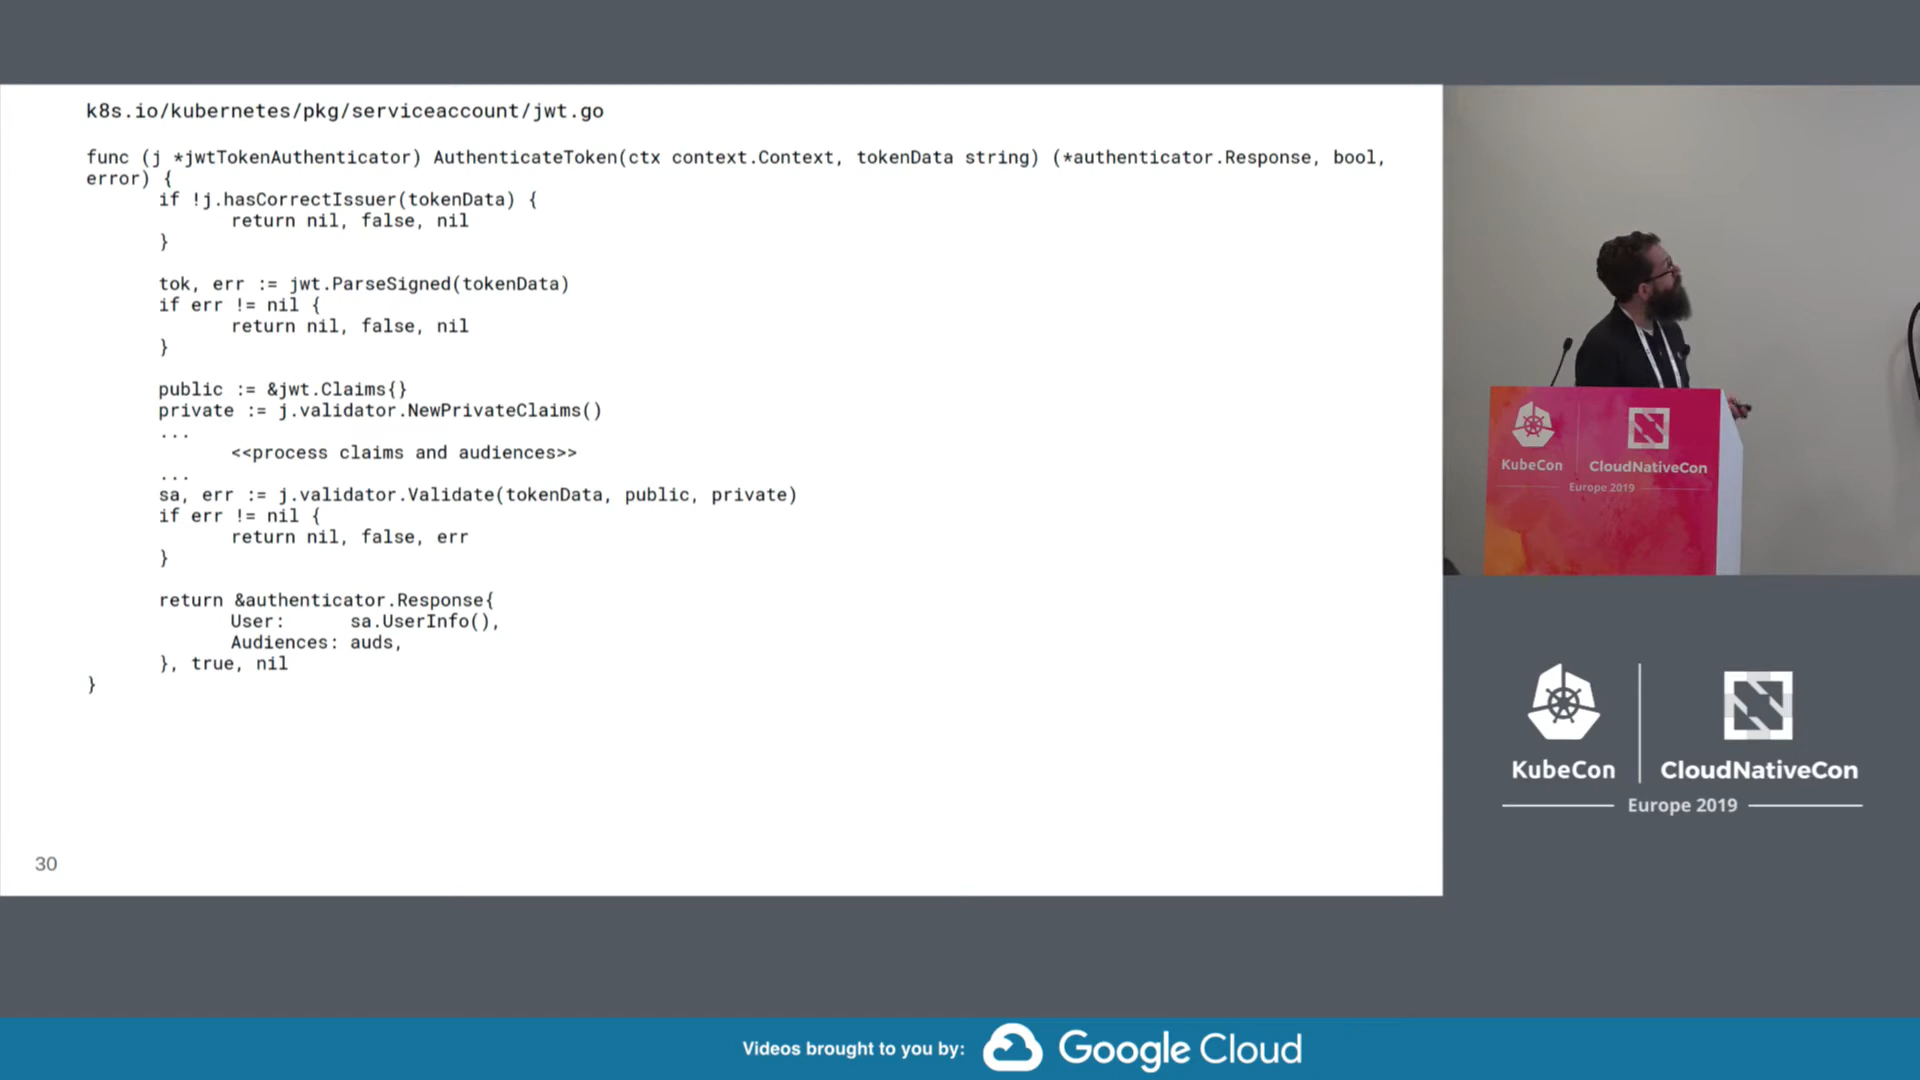 k8s.io/kubernetes/pkg/serviceaccount/jwt.go
func (j *jwtTokenAuthenticator) AuthenticateToken(ctx context.Context, tokenData string) (*authenticator.Response, bool,
error) {
if !j.hasCorrectIssuer(tokenData) {
return nil, false, nil
}
tok, err := jwt.ParseSigned(tokenData)
if err != nil {
return nil, false, nil
}
public := &jwt.Claims{}
private := j.validator.NewPrivateClaims()
...
<<process claims and audiences>>
...
sa, err := j.validator.Validate(tokenData, public, private)
if err != nil {
return nil, false, err
}
return &authenticator.Response{
User: sa.UserInfo(),
Audiences: auds,
}, true, nil
}
30
KubeCon CloudNativeCon
Europe 2019
KubeCon CloudNativeCon
Europe 2019
Videos brought to you by: Google Cloud